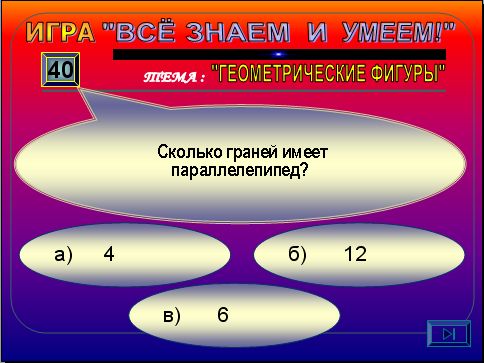 ИГРА "ВСЁ ЗНАЕМ И УМЕЕМ!"
40
ТЕМА : "ГЕОМЕТРИЧЕСКИЕ ФИГУРЫ"
Сколько граней имеет
параллелепипед?
а) 4
б) 12
в) 6